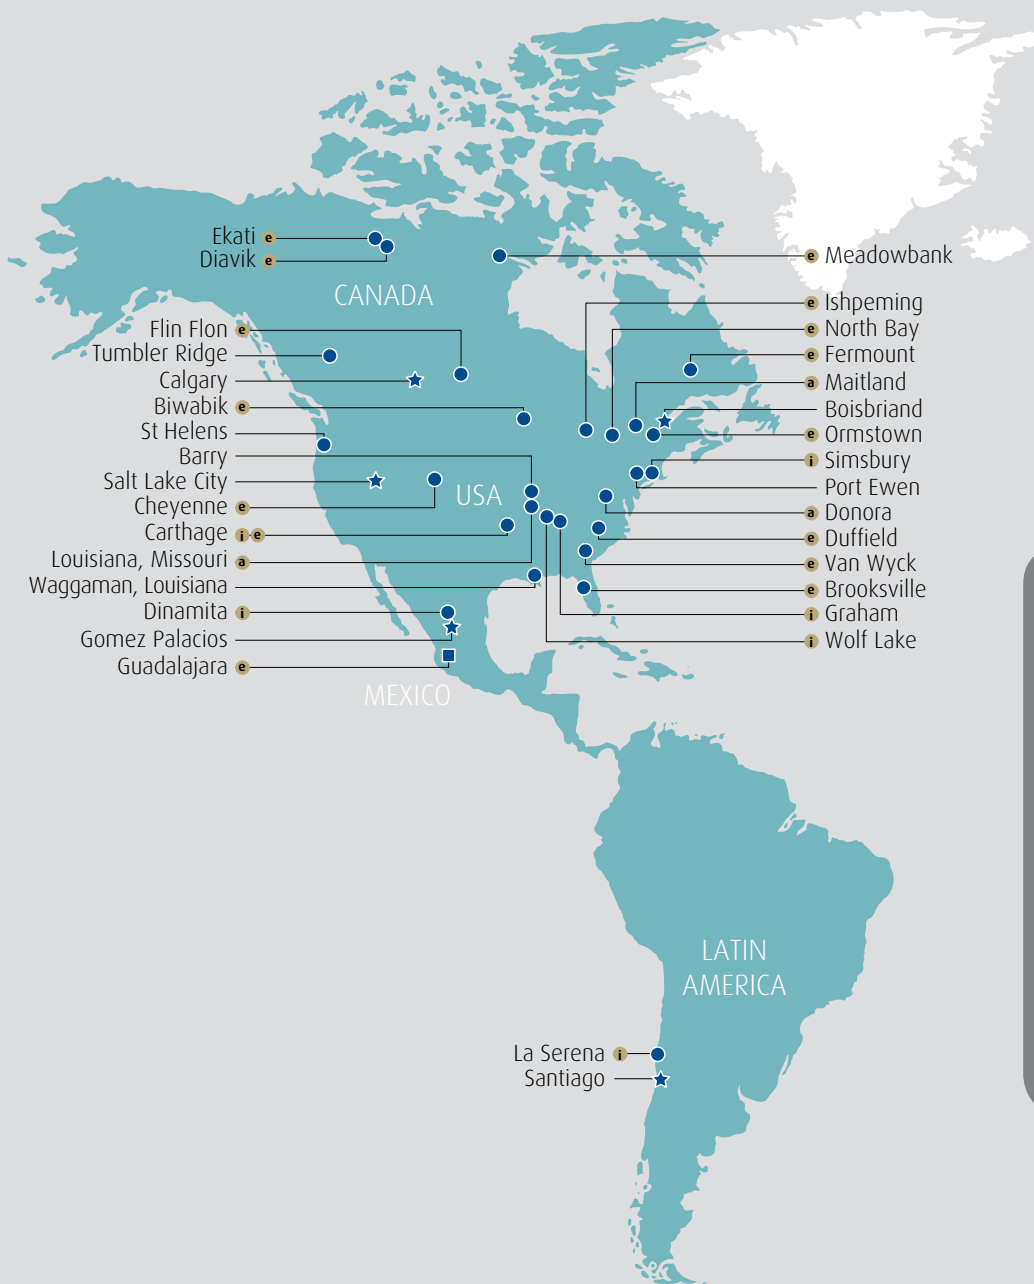 Ekati e
Diavik e
e Meadowbank
CANADA
e Ishpeming
Flin Flon e
e North Bay
Tumbler Ridge
e Fermount
Calgary
a Maitland
Biwabik e
Boisbriand
St Helens
e Ormstown
Barry
i Simsbury
Salt Lake City
USA
Port Ewen
Cheyenne e
a Donora
Carthage i e
e Duffield
Louisiana, Missouri a
e Van Wyck
Waggaman, Louisiana
e Brooksville
Dinamita i
i Graham
Gomez Palacios
i Wolf Lake
Guadalajara e
MEXICO
LATIN
AMERICA
La Serena i
Santiago